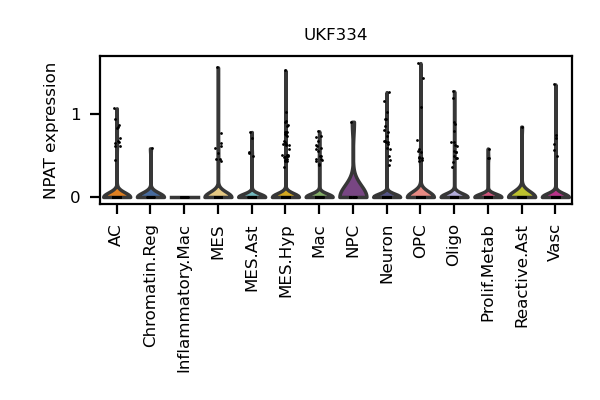 UKF334
NPAT expression
1
0
AC
Chromatin.Reg
Inflammatory.Mac
MES
MES.Ast
MES.Hyp
Mac
NPC
Neuron
OPC
Oligo
Prolif.Metab
Reactive.Ast
Vasc